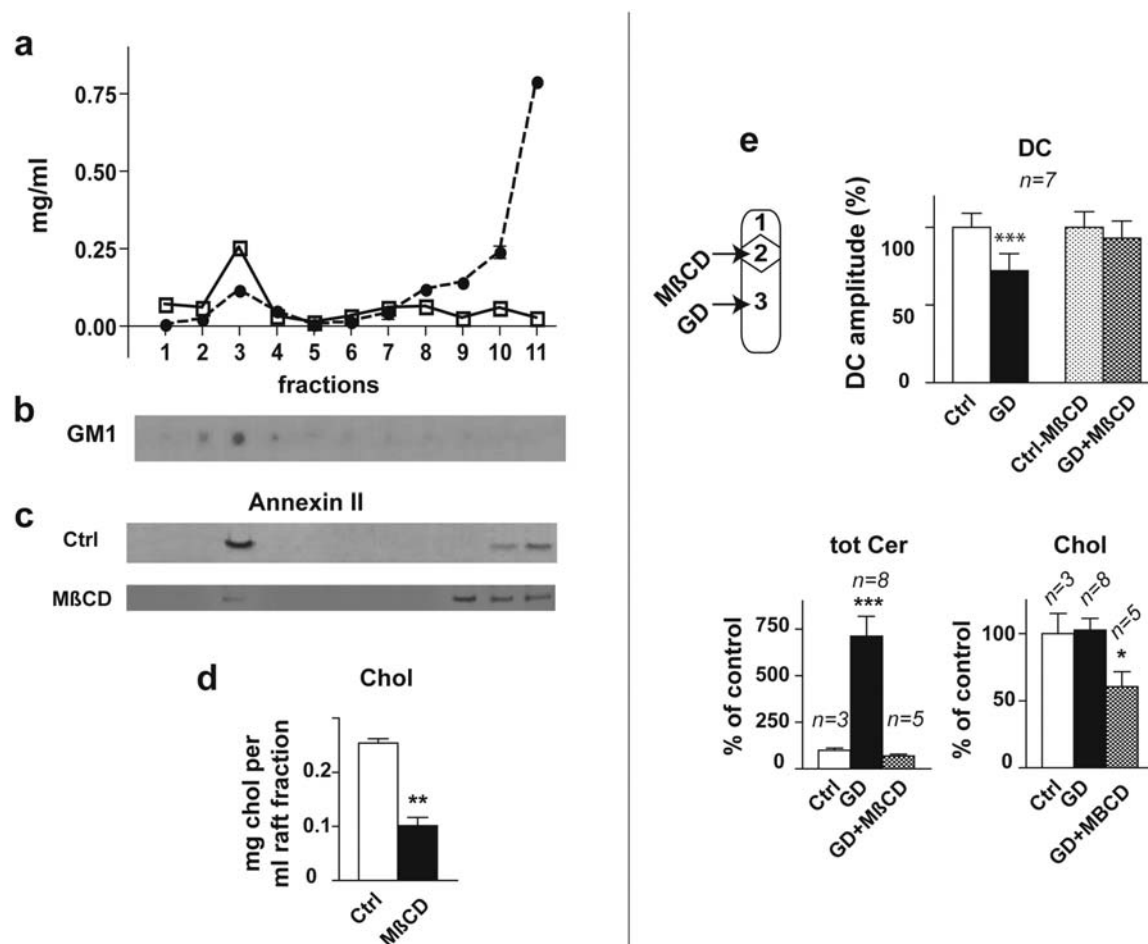 a
mg/ml
0.75
0.50
0.25
0.00
1 2 3 4 5 6 7 8 9 10 11
fractions
b
GM1
c
Annexin II
Ctrl
MßCD
d
Chol
mg chol per
ml raft fraction
0.2
0.1
0
**
Ctrl
MßCD
e
1
MßCD
2
GD
3
DC
n=7
DC amplitude (%)
100
50
0
***
Ctrl
GD
Ctrl-MßCD
GD+MßCD
tot Cer
n=8
***
% of control
750
500
250
0
n=3
n=5
Ctrl
GD
GD+MßCD
Chol
n=3
n=8
n=5
*
% of control
100
50
0
Ctrl
GD
GD+MBCD